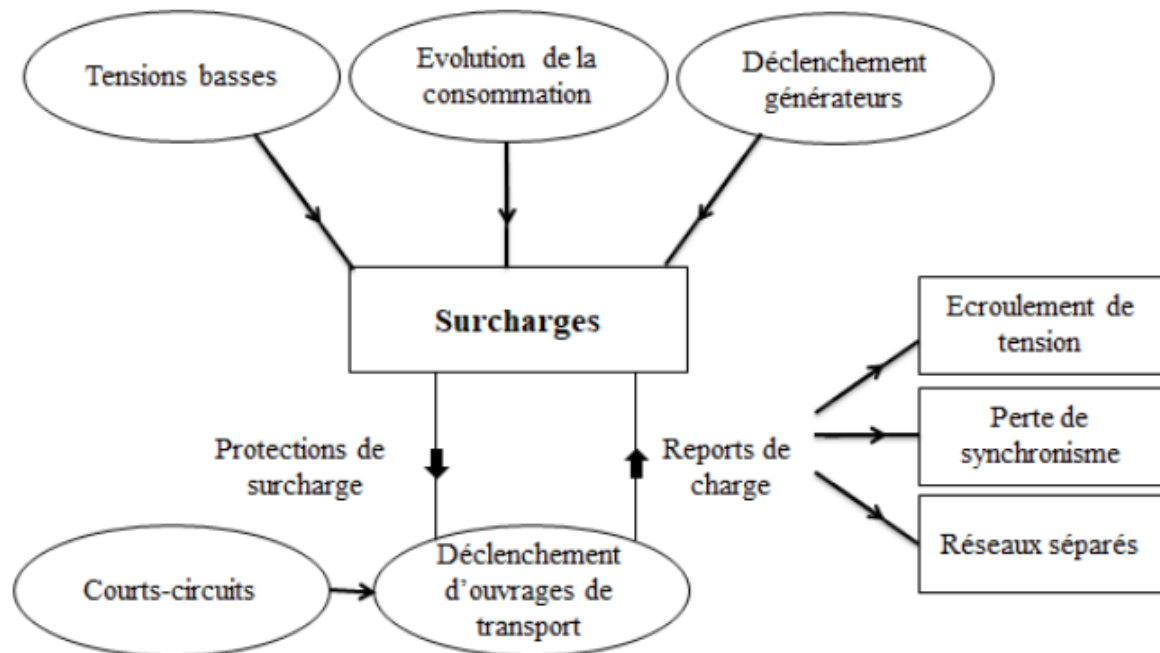 Tensions basses
Evolution de la
consommation
Déclenchement
générateurs
Surcharges
Ecroulement de
tension
Protections de
surcharge
Reports de
charge
Perte de
synchronisme
Courts-circuits
Déclenchement
d’ouvrages de
transport
Réseaux séparés